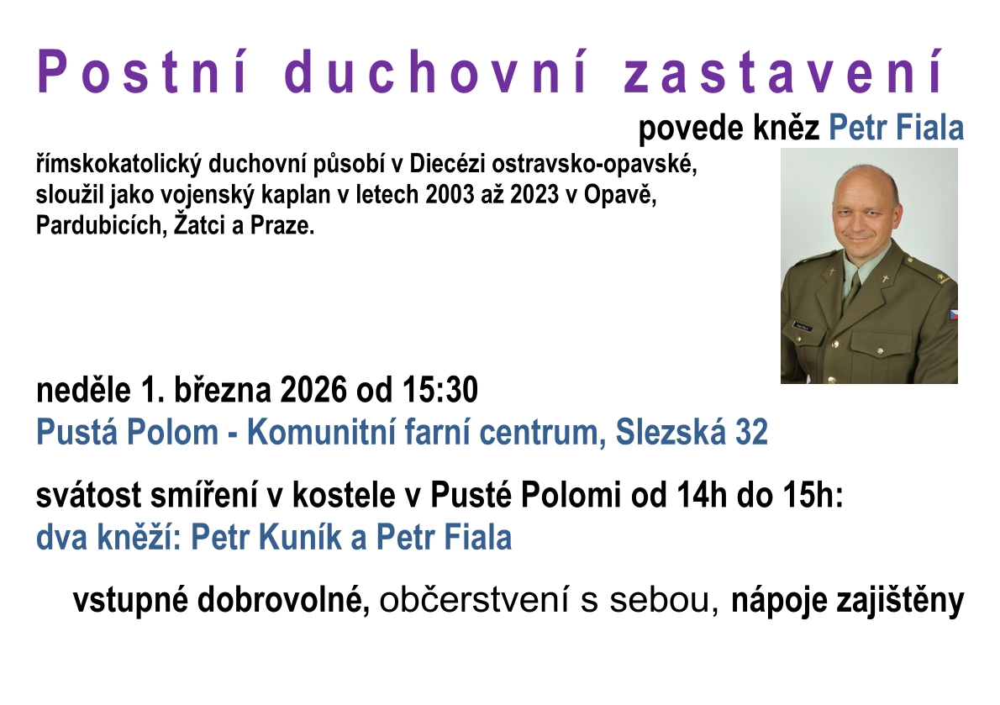 Postní duchovní zastavení
povede kněz Petr Fiala
římskokatolický duchovní působí v Diecézi ostravsko-opavské,
sloužil jako vojenský kaplan v letech 2003 až 2023 v Opavě,
Pardubicích, Žatci a Praze.
neděle 1. března 2026 od 15:30
Pustá Polom - Komunitní farní centrum, Slezská 32
svátost smíření v kostele v Pusté Polomi od 14h do 15h:
dva kněží: Petr Kuník a Petr Fiala
vstupné dobrovolné, občerstvení s sebou, nápoje zajištěny